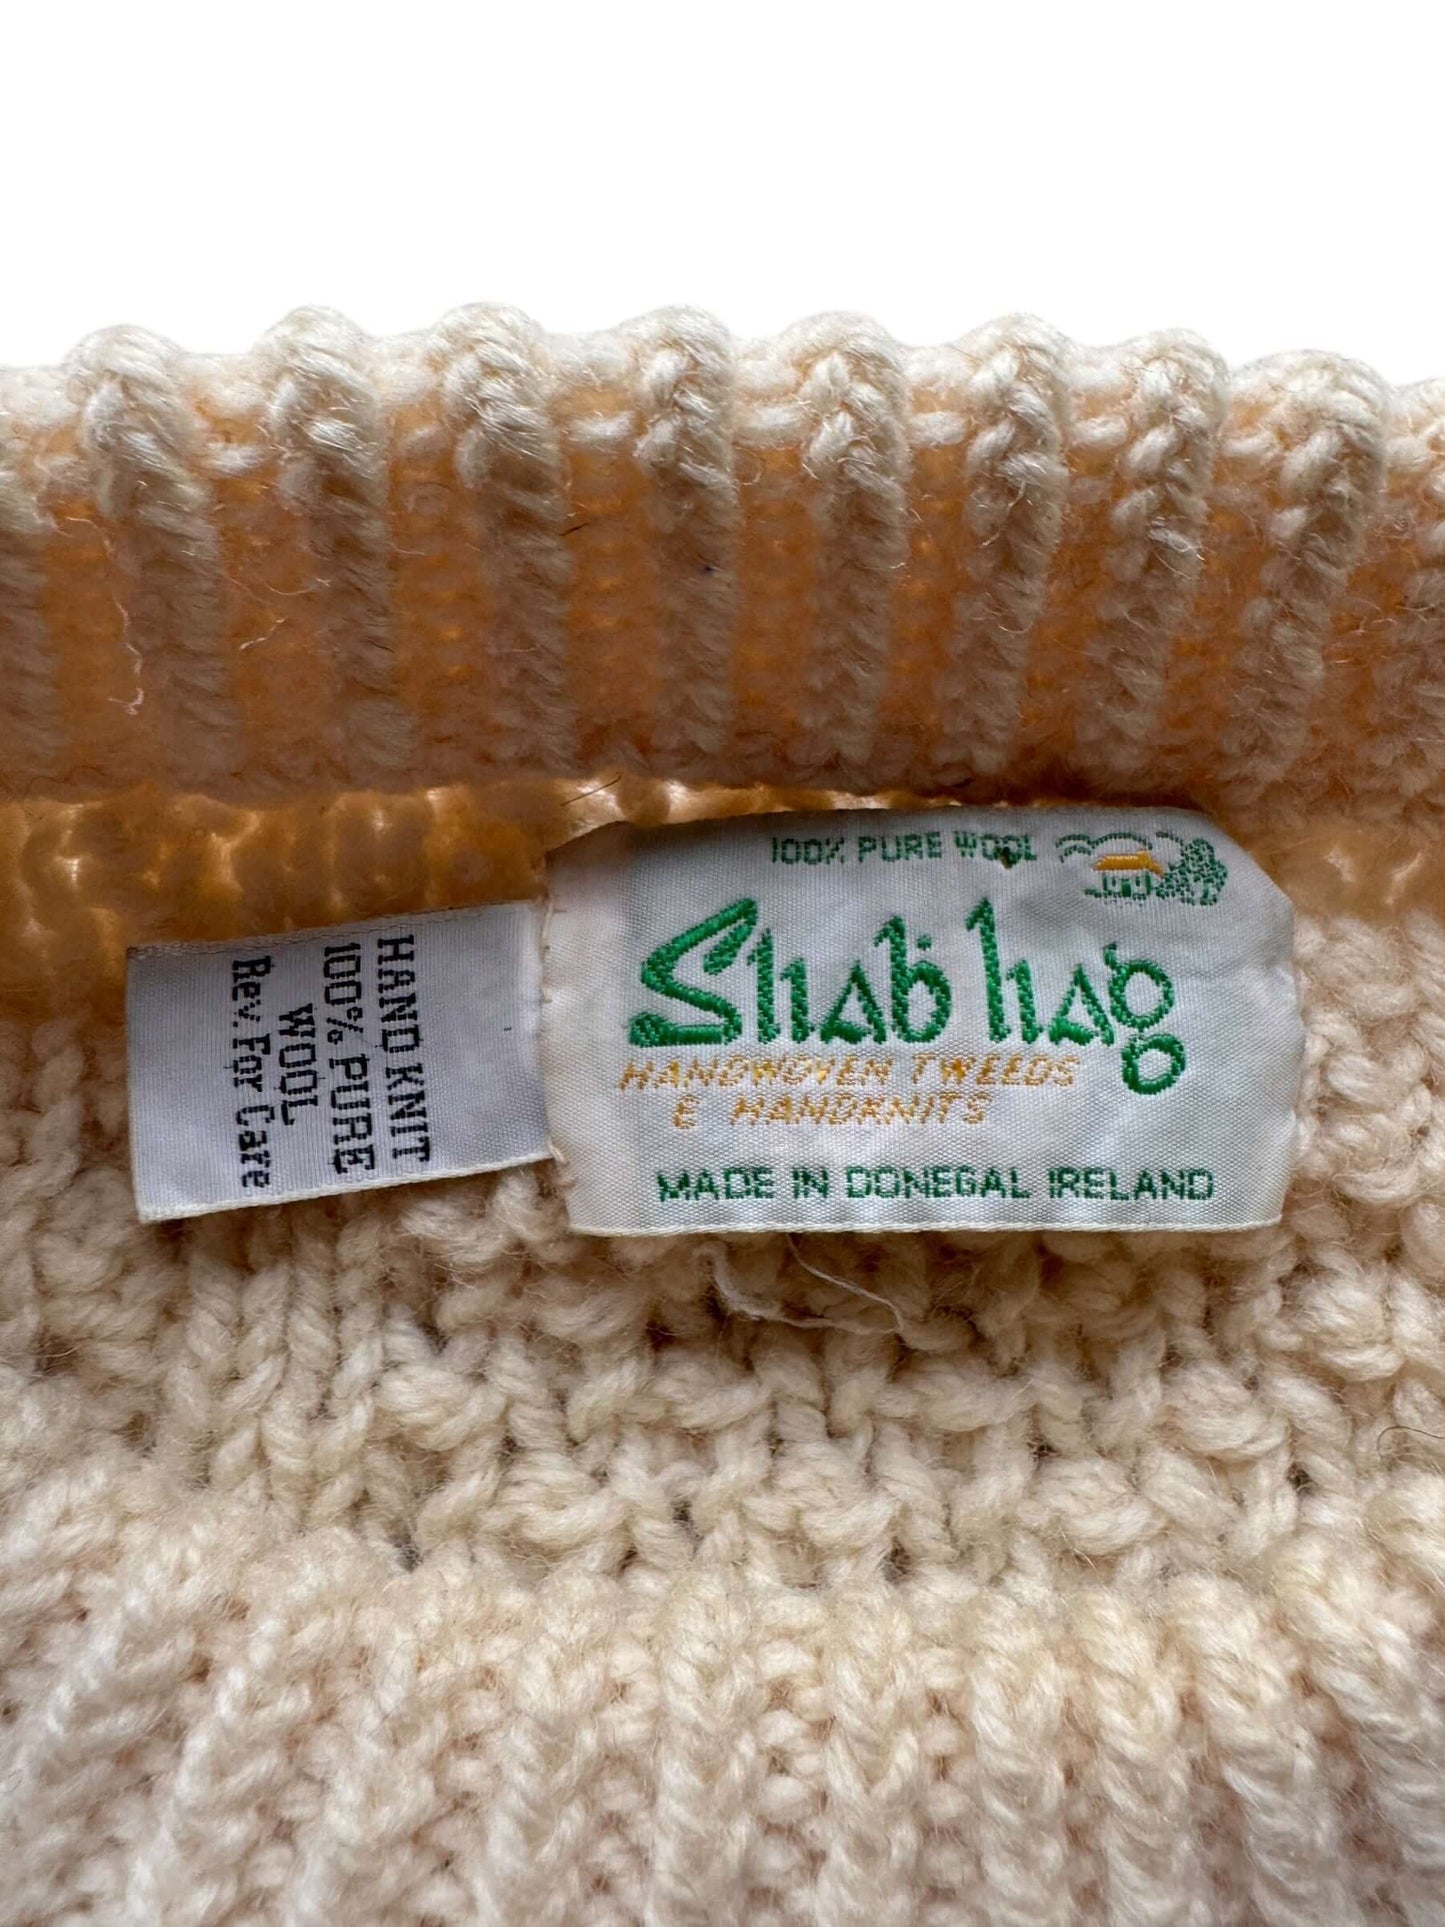 100% PURE WOOL
Sliab liag
HANDWOVEN TWEEDS
& HANDKNITS
MADE IN DONEGAL IRELAND
HAND KNIT
100% PURE
WOOL
Rev. For Care